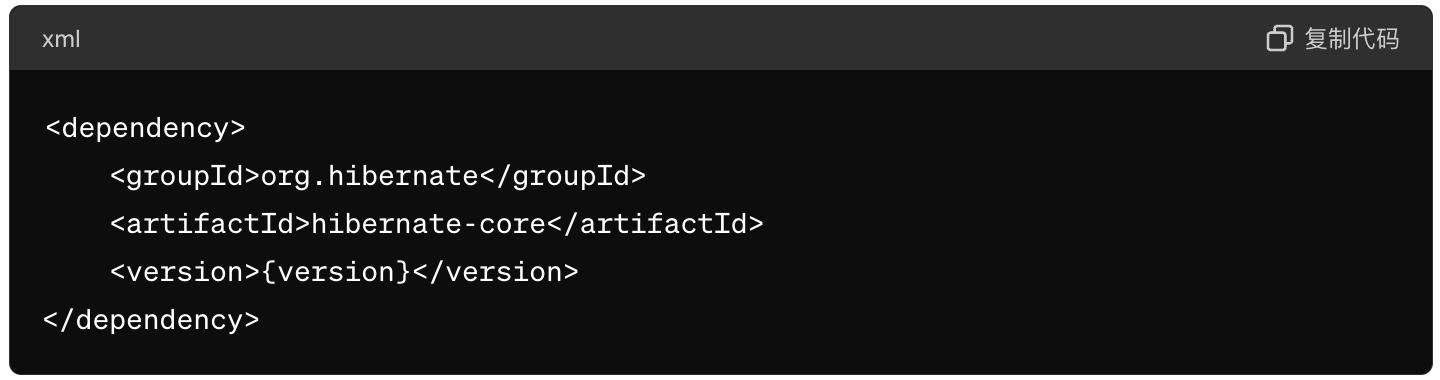 xml
复制代码
<dependency>
    <groupId>org.hibernate</groupId>
    <artifactId>hibernate-core</artifactId>
    <version>{version}</version>
</dependency>